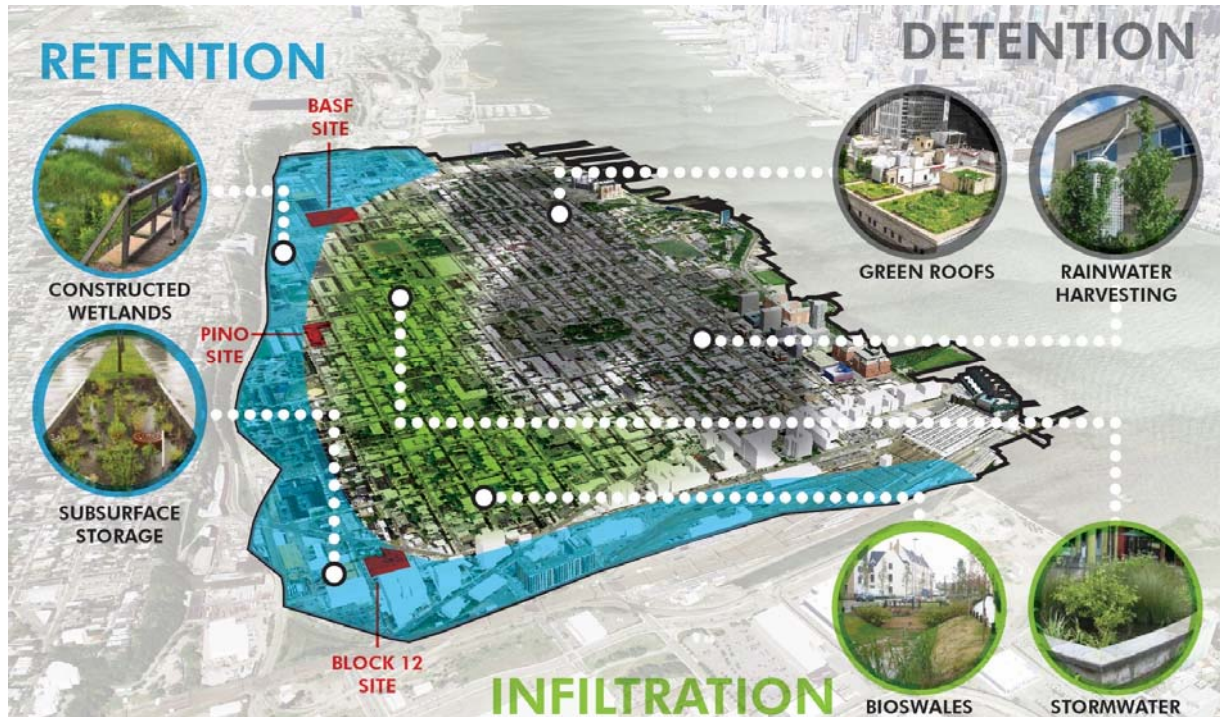 RETENTION
DETENTION
BASF
SITE
CONSTRUCTED
WETLANDS
GREEN ROOFS
RAINWATER
HARVESTING
PINO
SITE
SUBSURFACE
STORAGE
BLOCK 12
SITE
INFILTRATION
BIOSWALES
STORMWATER